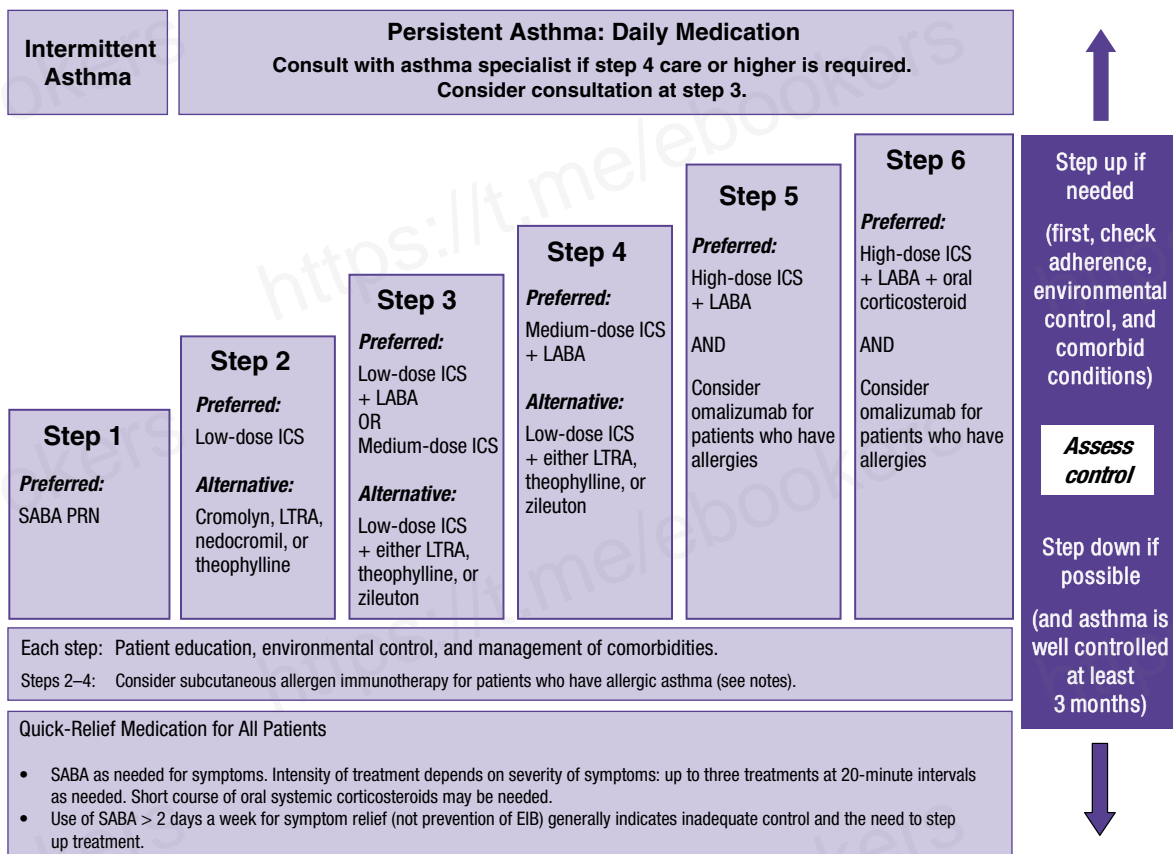 Intermittent
Asthma
Persistent Asthma: Daily Medication
Consult with asthma specialist if step 4 care or higher is required.
Consider consultation at step 3.
Step 1
Preferred:
SABA PRN
Step 2
Preferred:
Low-dose ICS
Alternative:
Cromolyn, LTRA,
nedocromil, or
theophylline
Step 3
Preferred:
Low-dose ICS
+ LABA
OR
Medium-dose ICS
Alternative:
Low-dose ICS
+ either LTRA,
theophylline, or
zileuton
Step 4
Preferred:
Medium-dose ICS
+ LABA
Alternative:
Low-dose ICS
+ either LTRA,
theophylline, or
zileuton
Step 5
Preferred:
High-dose ICS
+ LABA
AND
Consider
omalizumab for
patients who have
allergies
Step 6
Preferred:
High-dose ICS
+ LABA + oral
corticosteroid
AND
Consider
omalizumab for
patients who have
allergies
Step up if
needed
(first, check
adherence,
environmental
control, and
comorbid
conditions)
Assess
control
Step down if
possible
(and asthma is
well controlled
at least
3 months)
Each step: Patient education, environmental control, and management of comorbidities.
Steps 2–4: Consider subcutaneous allergen immunotherapy for patients who have allergic asthma (see notes).
Quick-Relief Medication for All Patients
• SABA as needed for symptoms. Intensity of treatment depends on severity of symptoms: up to three treatments at 20-minute intervals
as needed. Short course of oral systemic corticosteroids may be needed.
• Use of SABA > 2 days a week for symptom relief (not prevention of EIB) generally indicates inadequate control and the need to step
up treatment.
https://t.me/ebookers
https://t.me/ebookers